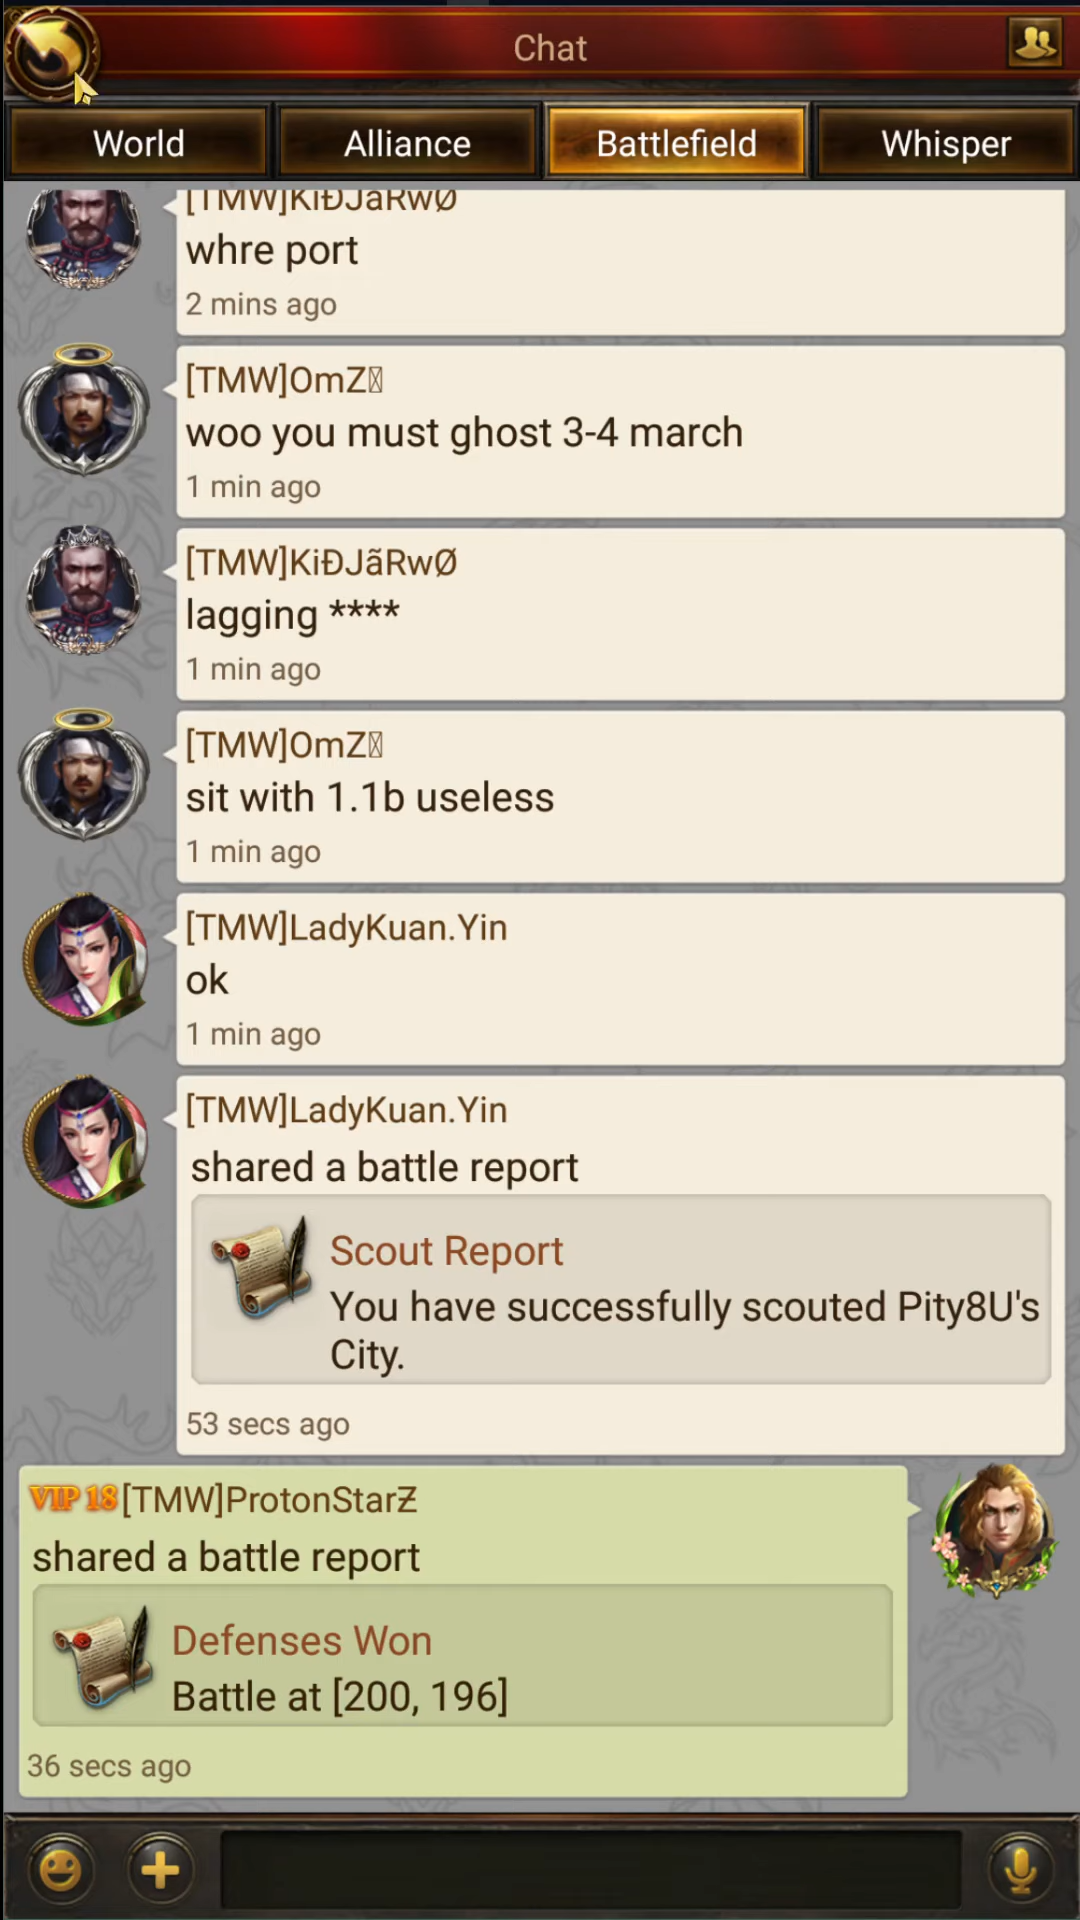 Chat
World
Alliance
Battlefield
Whisper
[TMW]KiĐJãRwØ
whre port
2 mins ago
[TMW]OmZ
woo you must ghost 3-4 march
1 min ago
[TMW]KiĐJãRwØ
lagging ****
1 min ago
[TMW]OmZ
sit with 1.1b useless
1 min ago
[TMW]LadyKuan.Yin
ok
1 min ago
[TMW]LadyKuan.Yin
shared a battle report
Scout Report
You have successfully scouted Pity8U's
City.
53 secs ago
VIP 18 [TMW]ProtonStarƵ
shared a battle report
Defenses Won
Battle at [200, 196]
36 secs ago